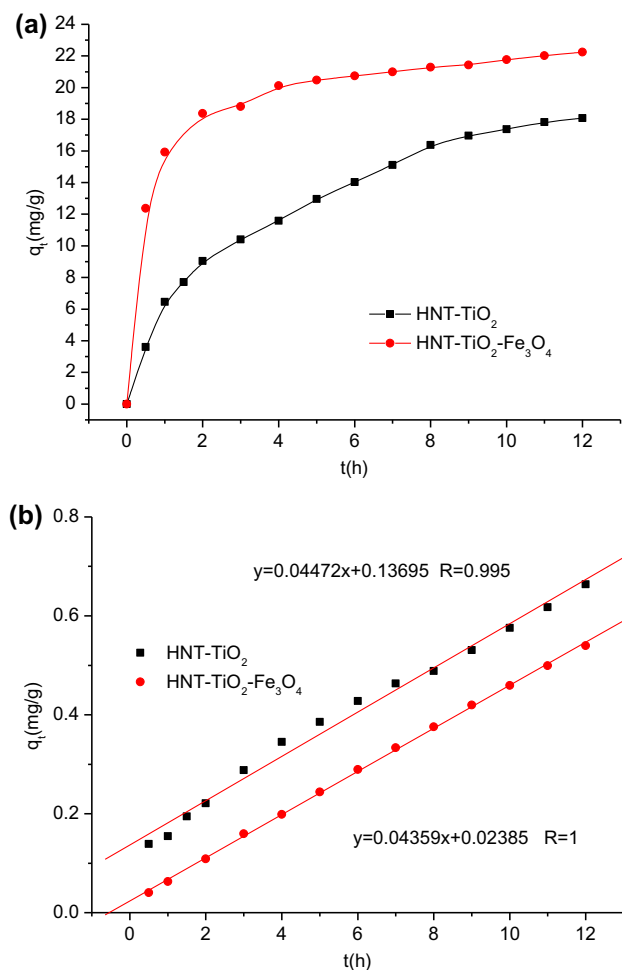 (a)
24
22
20
18
16
14
12
10
8
6
4
2
0
qt(mg/g)
HNT-TiO2
HNT-TiO2-Fe3O4
0 2 4 6 8 10 12
t(h)
(b)
0.8
0.6
0.4
0.2
0.0
qt(mg/g)
y=0.04472x+0.13695 R=0.995
HNT-TiO2
HNT-TiO2-Fe3O4
y=0.04359x+0.02385 R=1
0 2 4 6 8 10 12
t(h)